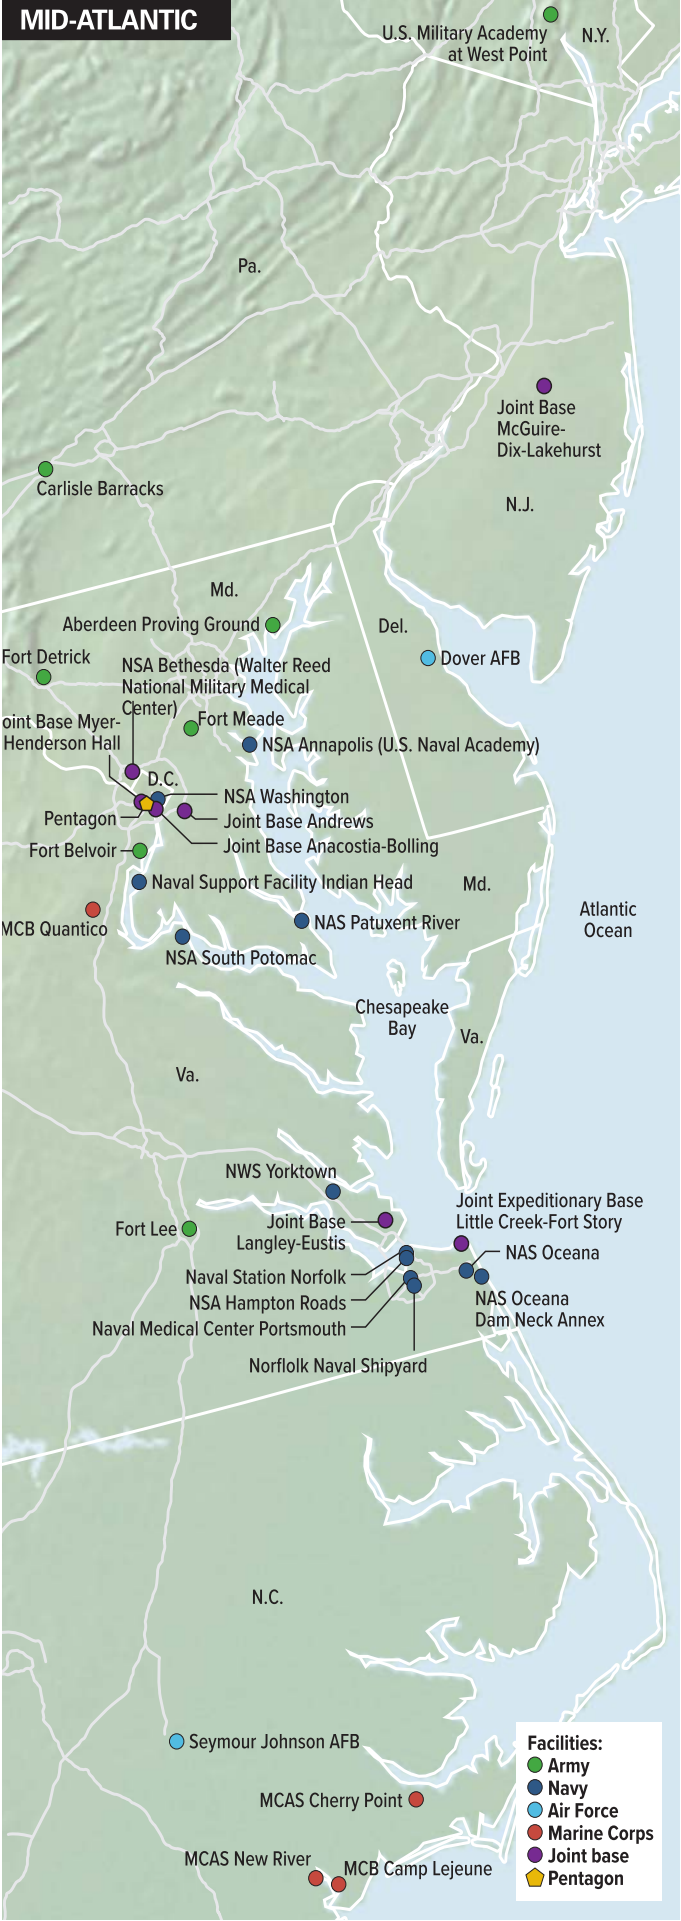 MID-ATLANTIC
U.S. Military Academy
at West Point
N.Y.
Pa.
Joint Base
McGuire-
Dix-Lakehurst
Carlisle Barracks
N.J.
Md.
Aberdeen Proving Ground
Del.
Fort Detrick
Dover AFB
NSA Bethesda (Walter Reed
National Military Medical
Center)
oint Base Myer-
Henderson Hall
Fort Meade
NSA Annapolis (U.S. Naval Academy)
D.C.
NSA Washington
Pentagon
Joint Base Andrews
Joint Base Anacostia-Bolling
Fort Belvoir
Naval Support Facility Indian Head
Md.
MCB Quantico
NAS Patuxent River
Atlantic
Ocean
NSA South Potomac
Chesapeake
Bay
Va.
Va.
NWS Yorktown
Joint Expeditionary Base
Little Creek-Fort Story
Fort Lee
Joint Base
Langley-Eustis
NAS Oceana
Naval Station Norfolk
NSA Hampton Roads
NAS Oceana
Dam Neck Annex
Naval Medical Center Portsmouth
Norflolk Naval Shipyard
N.C.
Seymour Johnson AFB
MCAS Cherry Point
MCAS New River
MCB Camp Lejeune
Facilities:
Army
Navy
Air Force
Marine Corps
Joint base
Pentagon